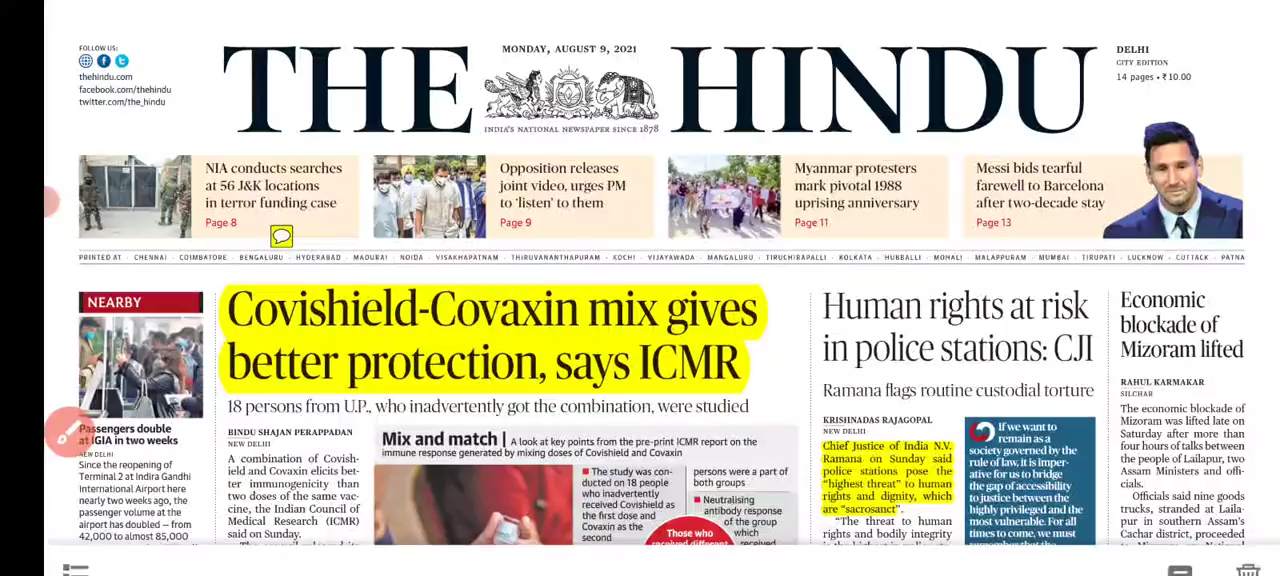 FOLLOW US:
thehindu.com
facebook.com/thehindu
twitter.com/the_hindu
MONDAY, AUGUST 9, 2021
THE HINDU
INDIA'S NATIONAL NEWSPAPER SINCE 1878
DELHI
CITY EDITION
14 pages • ₹10.00
NIA conducts searches
at 56 J&K locations
in terror funding case
Page 8
Opposition releases
joint video, urges PM
to 'listen' to them
Page 9
Myanmar protesters
mark pivotal 1988
uprising anniversary
Page 11
Messi bids tearful
farewell to Barcelona
after two-decade stay
Page 13
PRINTED AT · CHENNAI · COIMBATORE · BENGALURU · HYDERABAD · MADURAI · NOIDA · VISAKHAPATNAM · THIRUVANANTHAPURAM · KOCHI · VIJAYAWADA · MANGALURU · TIRUCHIRAPALLI · KOLKATA · HUBBALLI · MOHALI · MALAPPURAM · MUMBAI · TIRUPATI · LUCKNOW · CUTTACK · PATNA
NEARBY
Passengers double
at IGIA in two weeks
NEW DELHI
Since the reopening of
Terminal 2 at Indira Gandhi
International Airport here
nearly two weeks ago, the
passenger volume at the
airport has doubled — from
42,000 to almost 85,000
Covishield-Covaxin mix gives
better protection, says ICMR
18 persons from U.P., who inadvertently got the combination, were studied
BINDU SHAJAN PERAPPADAN
NEW DELHI
A combination of Covish-
ield and Covaxin elicits bet-
ter immunogenicity than
two doses of the same vac-
cine, the Indian Council of
Medical Research (ICMR)
said on Sunday.
Mix and match | A look at key points from the pre-print ICMR report on the
immune response generated by mixing doses of Covishield and Covaxin
■ The study was con-
ducted on 18 people
who inadvertently
received Covishield as
the first dose and
Covaxin as the
second
persons were a part of
both groups
■ Neutralising
antibody response
of the group
which
received
Those who
received different
Human rights at risk
in police stations: CJI
Ramana flags routine custodial torture
KRISHNADAS RAJAGOPAL
NEW DELHI
Chief Justice of India N.V.
Ramana on Sunday said
police stations pose the
"highest threat" to human
rights and dignity, which
are "sacrosanct".
"The threat to human
rights and bodily integrity
If we want to
remain as a
society governed by the
rule of law, it is imper-
ative for us to bridge
the gap of accessibility
to justice between the
highly privileged and the
most vulnerable. For all
times to come, we must
remember that the
Economic
blockade of
Mizoram lifted
RAHUL KARMAKAR
SILCHAR
The economic blockade of
Mizoram was lifted late on
Saturday after more than
four hours of talks between
the people of Lailapur, two
Assam Ministers and offi-
cials.
Officials said nine goods
trucks, stranded at Laila-
pur in southern Assam's
Cachar district, proceeded